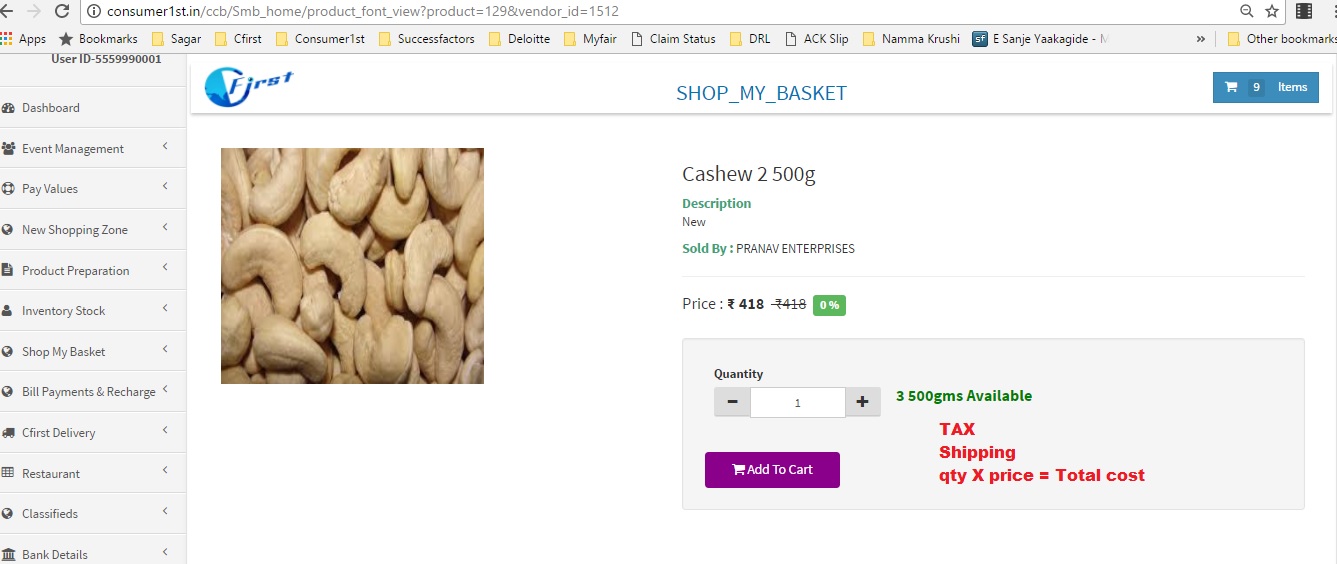 consumer1st.in/ccb/Smb_home/product_font_view?product=129&vendor_id=1512
Apps Bookmarks Sagar Cfirst Consumer1st Successfactors Deloitte Myfair Claim Status DRL ACK Slip Namma Krushi sf E Sanje Yaakagide - » Other bookmarks
User ID-5559990001
First
SHOP_MY_BASKET
9 Items
Dashboard
Event Management
Pay Values
New Shopping Zone
Product Preparation
Inventory Stock
Shop My Basket
Bill Payments & Recharge
Cfirst Delivery
Restaurant
Classifieds
Bank Details
Cashew 2 500g
Description
New
Sold By : PRANAV ENTERPRISES
Price : ₹ 418 ₹418 0 %
Quantity
− 1 +
3 500gms Available
TAX
Shipping
qty X price = Total cost
Add To Cart